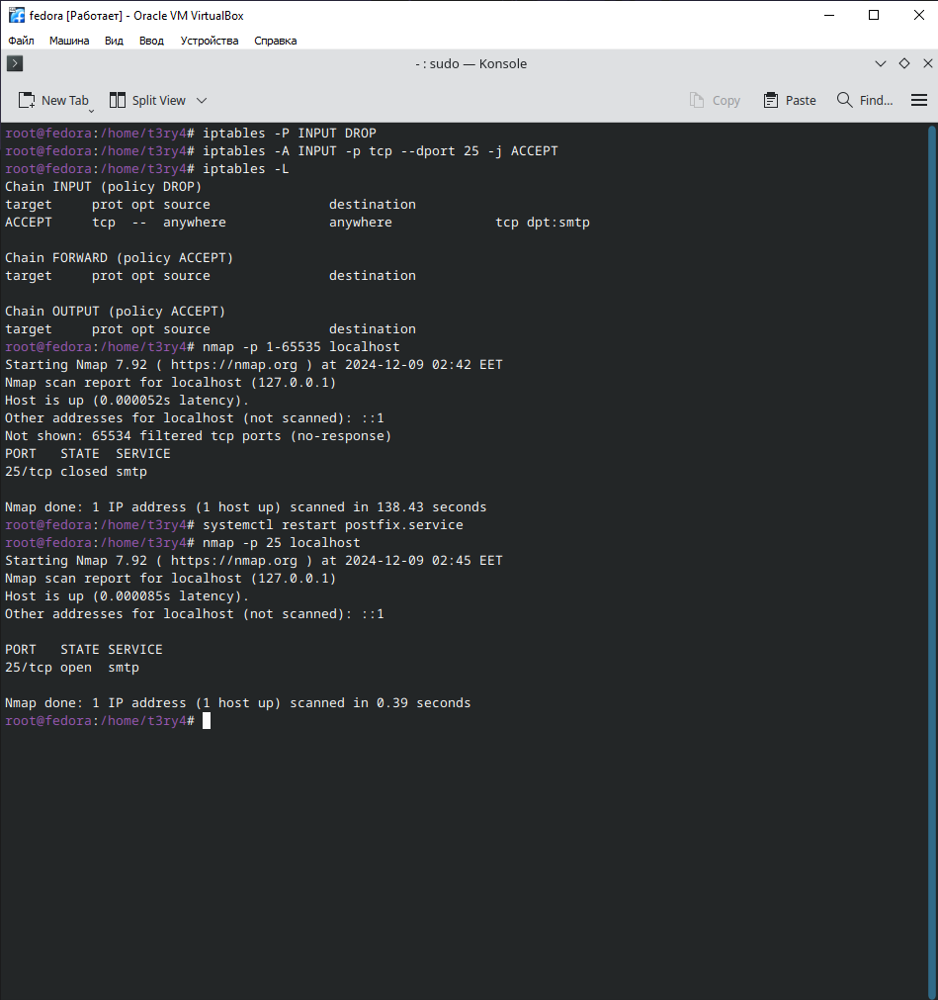 fedora [Работает] - Oracle VM VirtualBox
Файл Машина Вид Ввод Устройства Справка
- : sudo — Konsole
New Tab Split View Copy Paste Find...
root@fedora:/home/t3ry4# iptables -P INPUT DROP
root@fedora:/home/t3ry4# iptables -A INPUT -p tcp --dport 25 -j ACCEPT
root@fedora:/home/t3ry4# iptables -L
Chain INPUT (policy DROP)
target     prot opt source               destination
ACCEPT     tcp  --  anywhere             anywhere             tcp dpt:smtp

Chain FORWARD (policy ACCEPT)
target     prot opt source               destination

Chain OUTPUT (policy ACCEPT)
target     prot opt source               destination
root@fedora:/home/t3ry4# nmap -p 1-65535 localhost
Starting Nmap 7.92 ( https://nmap.org ) at 2024-12-09 02:42 EET
Nmap scan report for localhost (127.0.0.1)
Host is up (0.000052s latency).
Other addresses for localhost (not scanned): ::1
Not shown: 65534 filtered tcp ports (no-response)
PORT   STATE  SERVICE
25/tcp closed smtp

Nmap done: 1 IP address (1 host up) scanned in 138.43 seconds
root@fedora:/home/t3ry4# systemctl restart postfix.service
root@fedora:/home/t3ry4# nmap -p 25 localhost
Starting Nmap 7.92 ( https://nmap.org ) at 2024-12-09 02:45 EET
Nmap scan report for localhost (127.0.0.1)
Host is up (0.000085s latency).
Other addresses for localhost (not scanned): ::1

PORT   STATE SERVICE
25/tcp open  smtp

Nmap done: 1 IP address (1 host up) scanned in 0.39 seconds
root@fedora:/home/t3ry4#